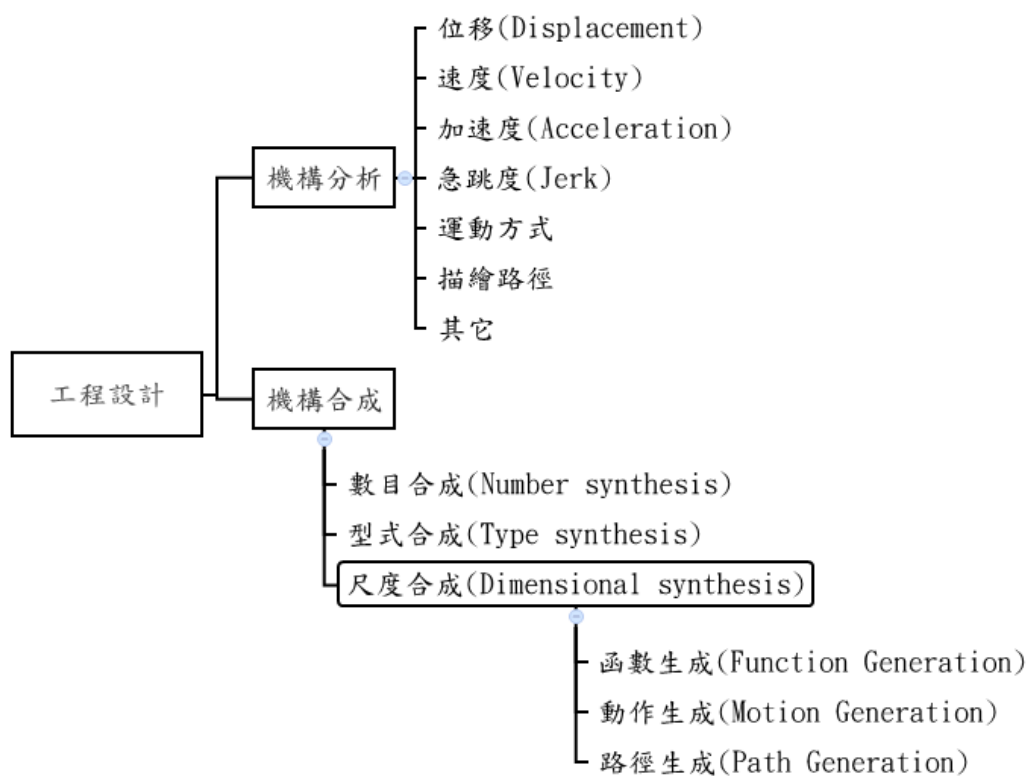 位移(Displacement)
速度(Velocity)
加速度(Acceleration)
機構分析
急跳度(Jerk)
運動方式
描繪路徑
其它
工程設計
機構合成
數目合成(Number synthesis)
型式合成(Type synthesis)
尺度合成(Dimensional synthesis)
函數生成(Function Generation)
動作生成(Motion Generation)
路徑生成(Path Generation)